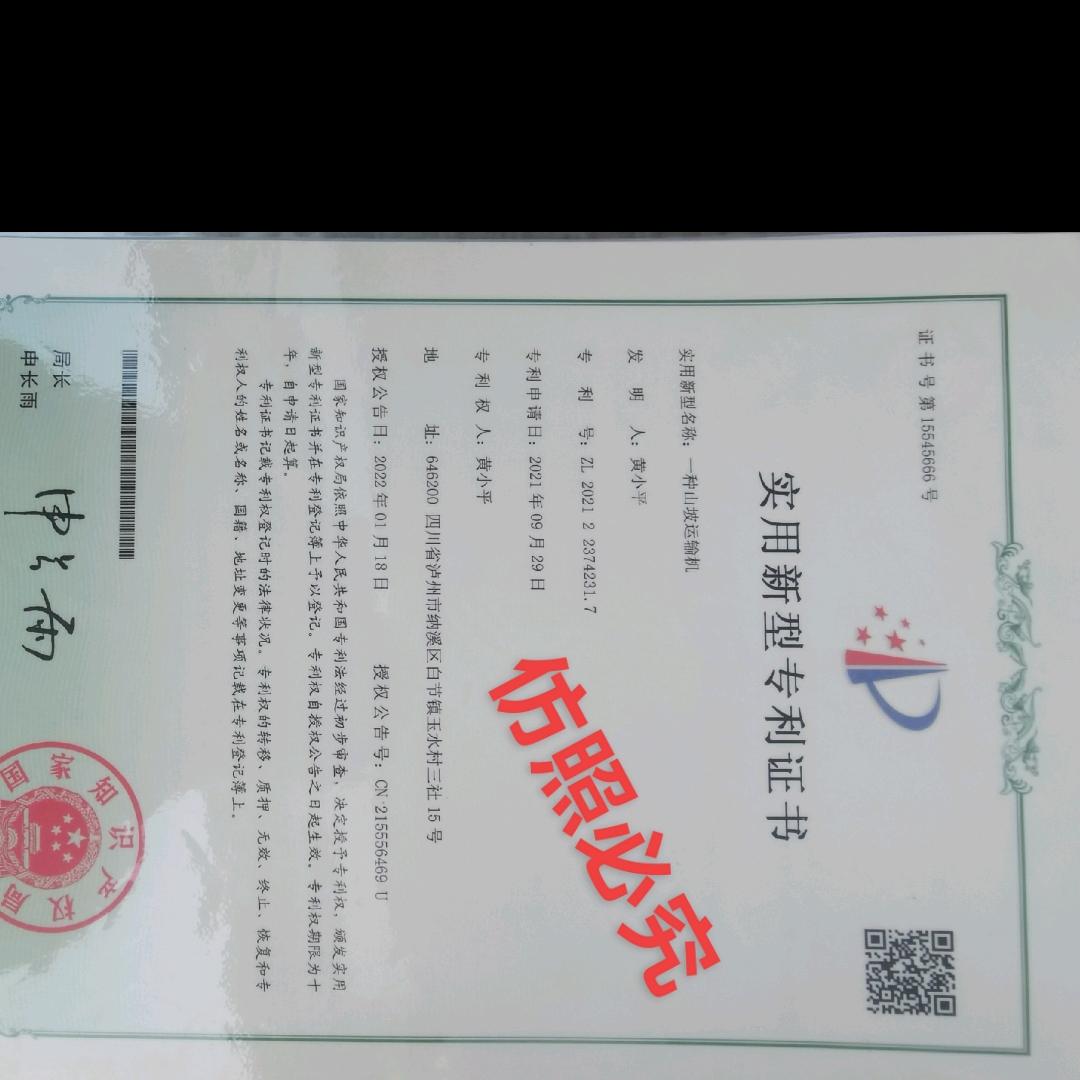 证书号第15545666号
实用新型专利证书
实用新型名称：一种山坡运输机
发 明 人：黄小平
专 利 号：ZL 2021 2 2374231.7
专利申请日：2021年09月29日
专 利 权 人：黄小平
地 址：646200 四川省泸州市纳溪区白节镇玉水村三社15号
授权公告日：2022年01月18日 授权公告号：CN 215556469 U
国家知识产权局依照中华人民共和国专利法经过初步审查，决定授予专利权，颁发实用
新型专利证书并在专利登记簿上予以登记。专利权自授权公告之日起生效。专利权期限为十
年，自申请日起算。
专利证书记载专利权登记时的法律状况。专利权的转移、质押、无效、终止、恢复和专
利权人的姓名或名称、国籍、地址变更等事项记载在专利登记簿上。
局长
申长雨
申长雨
国家知识产权局
仿照必究